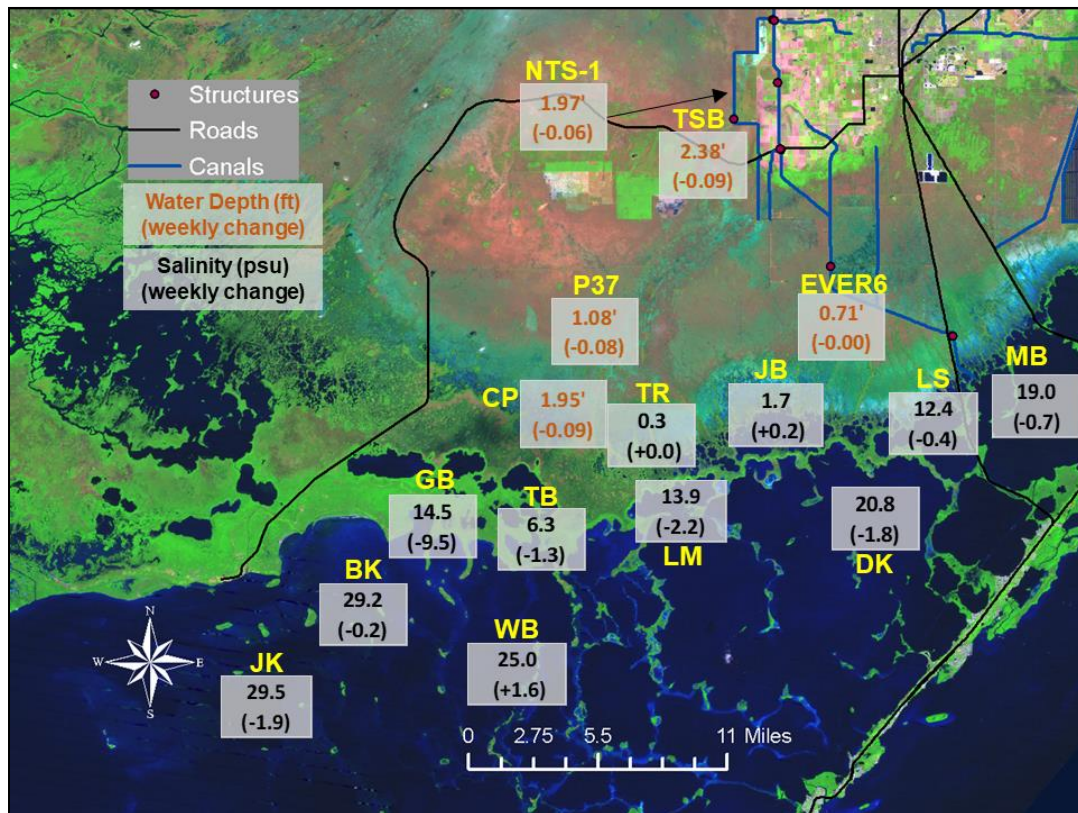 NTS-1
1.97'
(-0.06)
TSB
2.38'
(-0.09)
Structures
Roads
Canals
Water Depth (ft)
(weekly change)
Salinity (psu)
(weekly change)
P37
1.08'
(-0.08)
EVER6
0.71'
(-0.00)
CP
1.95'
(-0.09)
TR
0.3
(+0.0)
JB
1.7
(+0.2)
LS
12.4
(-0.4)
MB
19.0
(-0.7)
GB
14.5
(-9.5)
TB
6.3
(-1.3)
13.9
(-2.2)
LM
20.8
(-1.8)
DK
BK
29.2
(-0.2)
WB
25.0
(+1.6)
JK
29.5
(-1.9)
N
W E
S
0 2.75 5.5 11 Miles